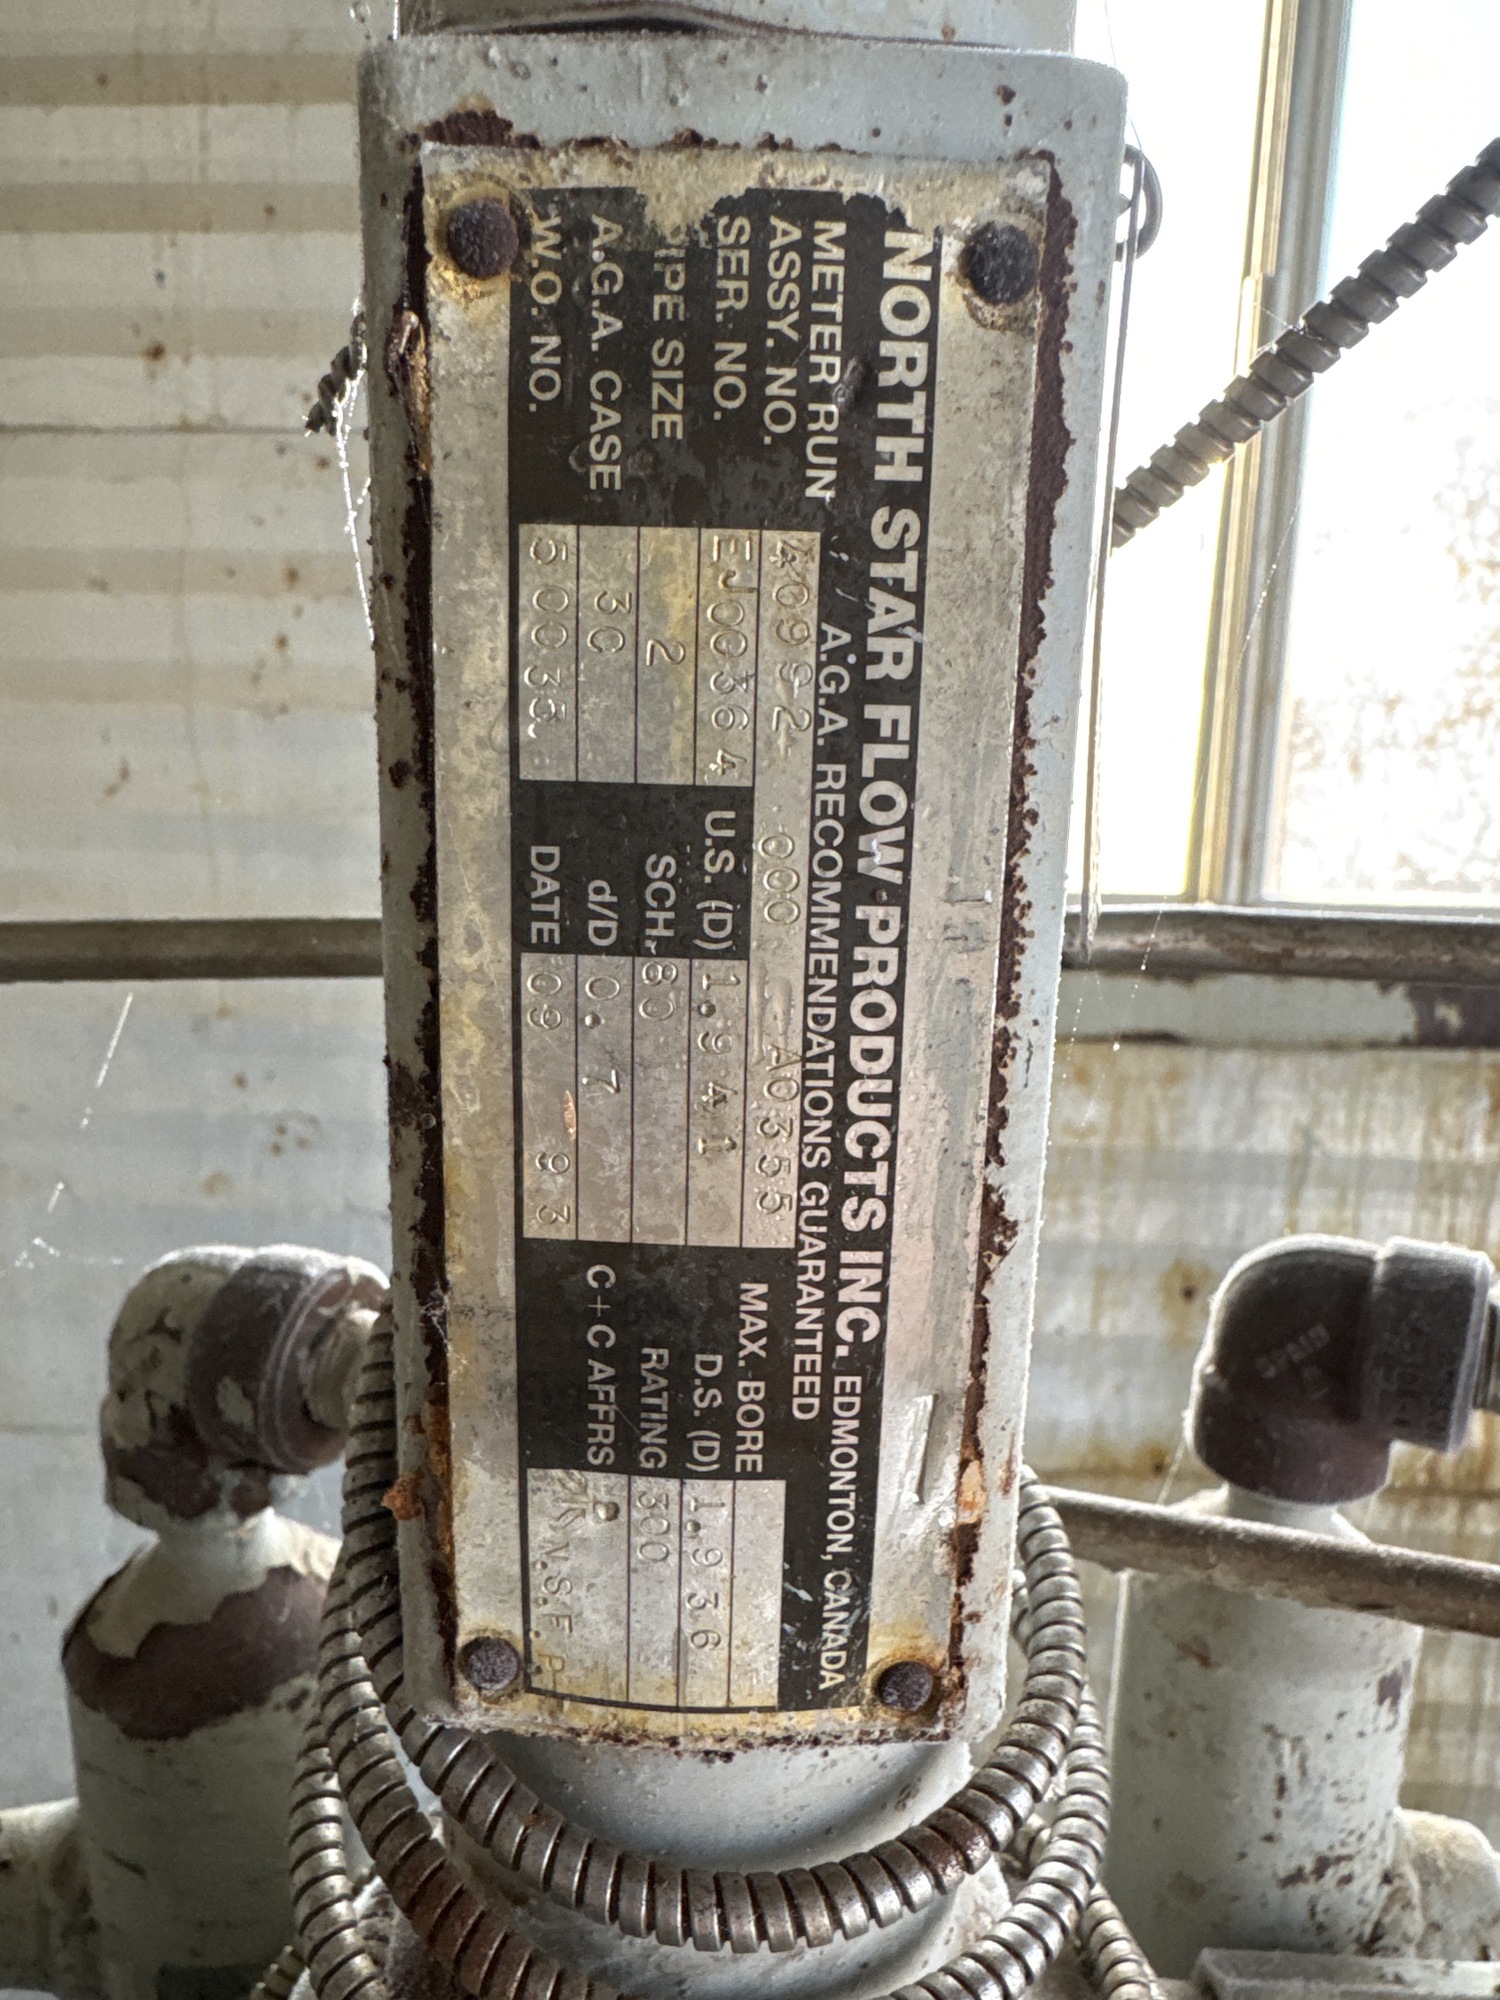 NORTH STAR FLOW PRODUCTS INC. EDMONTON, CANADA
METER RUN A.G.A. RECOMMENDATIONS GUARANTEED
ASSY. NO. 40992 - 000 - A0355 MAX. BORE
SER. NO. EJ00364 U.S. (D) 1.941 D.S. (D) 1.936
PIPE SIZE 2 SCH. 80 RATING 300
A.G.A. CASE 3C d/D 0.7 C+C AFFRS
W.O. NO. 50035 DATE 09 93
SPAIN